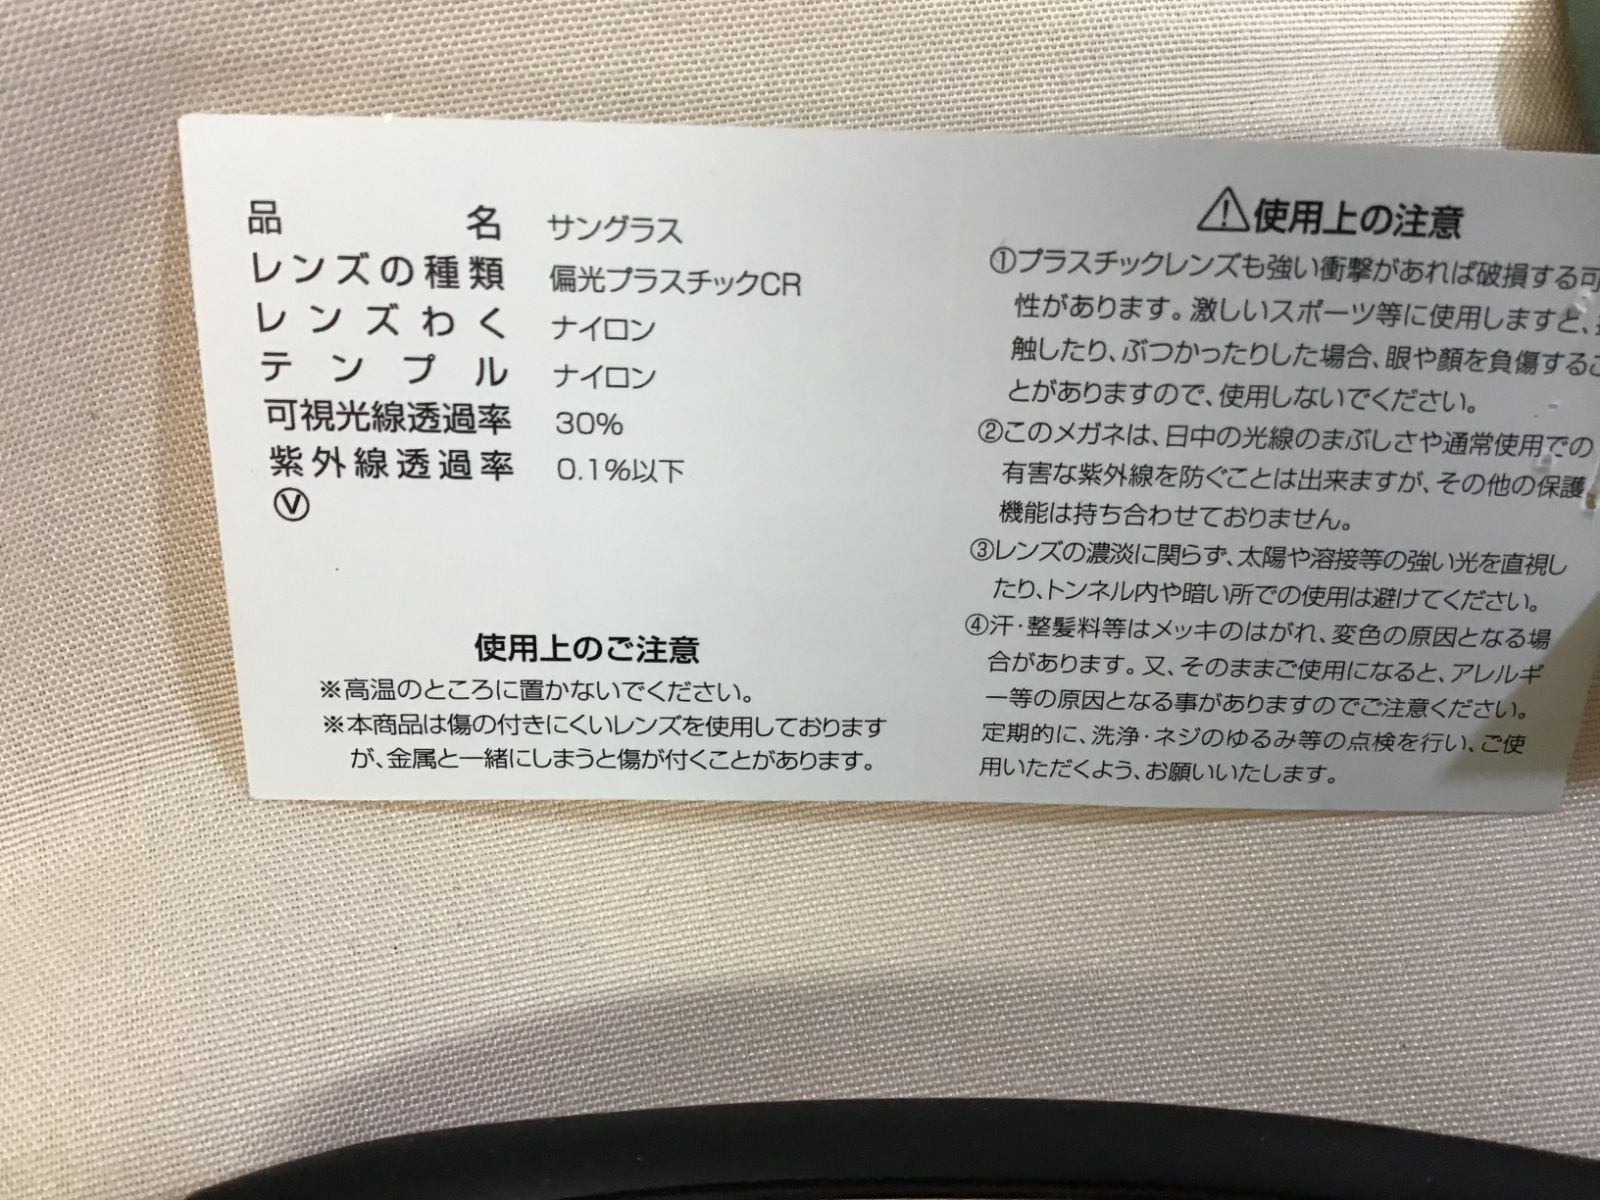 品名 サングラス
レンズの種類 偏光プラスチックCR
レンズわく ナイロン
テンプル ナイロン
可視光線透過率 30%
紫外線透過率 0.1%以下
Ⓥ
使用上のご注意
※高温のところに置かないでください。
※本商品は傷の付きにくいレンズを使用しております
が、金属と一緒にしまうと傷が付くことがあります。
⚠使用上の注意
①プラスチックレンズも強い衝撃があれば破損する可
性があります。激しいスポーツ等に使用しますと、
触したり、ぶつかったりした場合、眼や顔を負傷するこ
とがありますので、使用しないでください。
②このメガネは、日中の光線のまぶしさや通常使用での
有害な紫外線を防ぐことは出来ますが、その他の保護
機能は持ち合わせておりません。
③レンズの濃淡に関らず、太陽や溶接等の強い光を直視し
たり、トンネル内や暗い所での使用は避けてください。
④汗・整髪料等はメッキのはがれ、変色の原因となる場
合があります。又、そのままご使用になると、アレルギ
ー等の原因となる事がありますのでご注意ください。
定期的に、洗浄・ネジのゆるみ等の点検を行い、ご使
用いただくよう、お願いいたします。